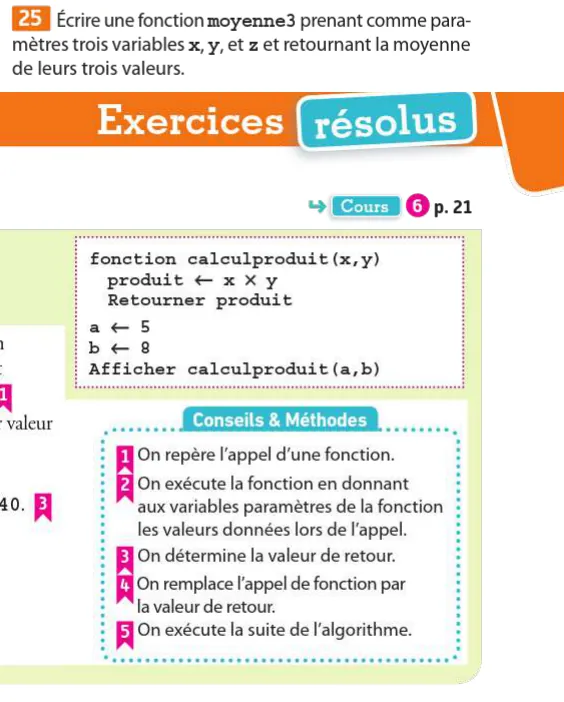 25 Écrire une fonction moyenne3 prenant comme para-
mètres trois variables x, y, et z et retournant la moyenne
de leurs trois valeurs.
Exercices résolus
Cours 6 p. 21
fonction calculproduit(x,y)
produit ← x × y
Retourner produit
a ← 5
b ← 8
Afficher calculproduit(a,b)
1
r valeur
40. 3
Conseils & Méthodes
1 On repère l'appel d'une fonction.
2 On exécute la fonction en donnant
aux variables paramètres de la fonction
les valeurs données lors de l'appel.
3 On détermine la valeur de retour.
4 On remplace l'appel de fonction par
la valeur de retour.
5 On exécute la suite de l'algorithme.